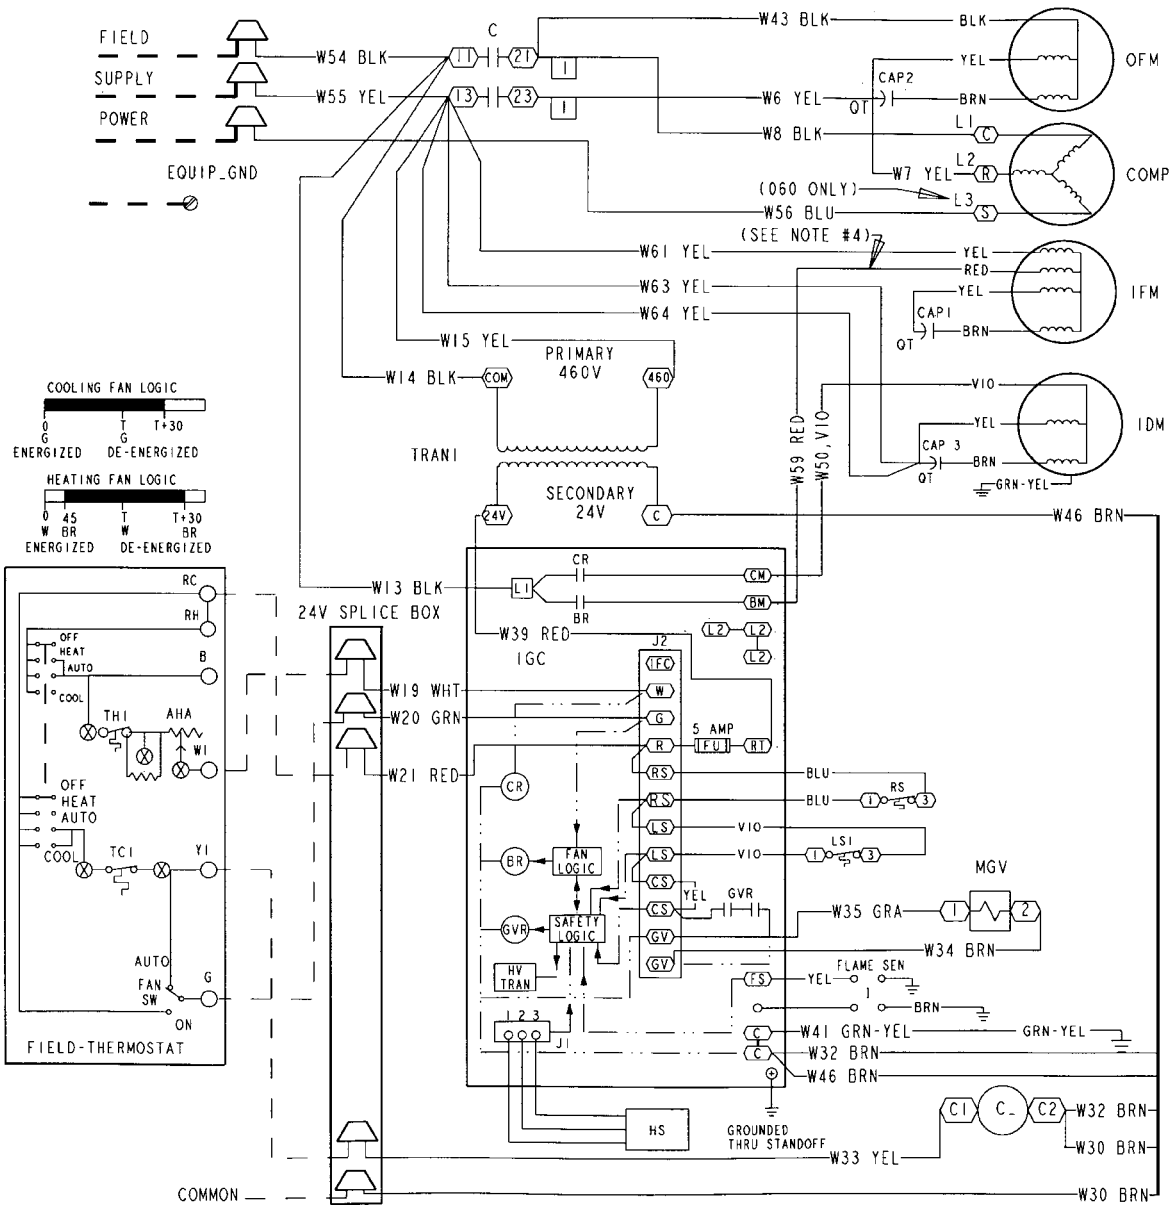 FIELD
SUPPLY
POWER
EQUIP_GND
W54 BLK
11
C
21
1
W43 BLK
BLK
YEL
CAP2
QT
BRN
OFM
W55 YEL
13
23
1
W6 YEL
W8 BLK
L1
C
W7 YEL
L2
R
COMP
(060 ONLY)
L3
W56 BLU
S
(SEE NOTE #4)
W61 YEL
YEL
RED
W63 YEL
YEL
IFM
W64 YEL
CAP1
QT
BRN
W15 YEL
PRIMARY
460V
W14 BLK
COM
460
VIO
YEL
IDM
CAP 3
QT
BRN
GRN-YEL
W59 RED
W50,VIO
TRAN1
SECONDARY
24V
24V
C
W46 BRN
COOLING FAN LOGIC
0
T
T+30
G
G
ENERGIZED
DE-ENERGIZED
HEATING FAN LOGIC
0
45
T
T+30
W
BR
W
BR
ENERGIZED
DE-ENERGIZED
RC
RH
OFF
HEAT
AUTO
COOL
B
TH1
AHA
W1
OFF
HEAT
AUTO
COOL
TC1
Y1
AUTO
FAN
SW
G
ON
FIELD-THERMOSTAT
W13 BLK
24V SPLICE BOX
L1
CR
BR
CM
BM
W39 RED
IGC
L2
L2
L2
J2
IFC
W19 WHT
W
W20 GRN
G
5 AMP
W21 RED
R
FU
RT
CR
RS
BLU
RS
BLU
1
RS
3
LS
VIO
LS
VIO
1
LS1
3
BR
FAN
LOGIC
CS
YEL
GVR
CS
GVR
SAFETY
LOGIC
GV
W35 GRA
MGV
1
2
GV
W34 BRN
HV
TRAN
FS
YEL
FLAME SEN
1
BRN
1 2 3
J1
C
W41 GRN-YEL
GRN-YEL
C
W32 BRN
W46 BRN
HS
GROUNDED
THRU STANDOFF
C1
C_
C2
W32 BRN
W30 BRN
W33 YEL
COMMON
W30 BRN